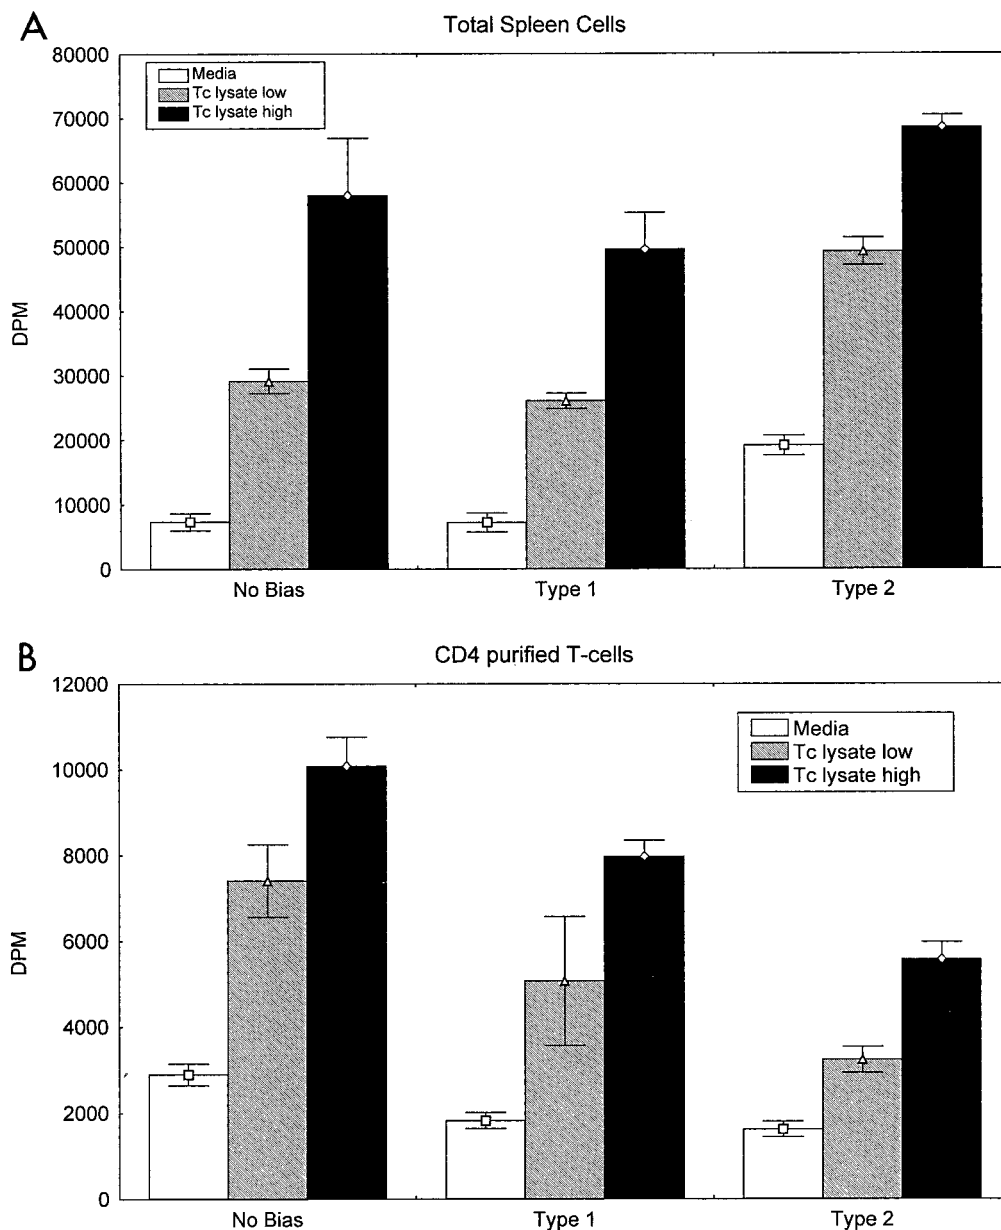 A
Total Spleen Cells
80000
70000
60000
50000
40000
30000
20000
10000
0
DPM
Media
Tc lysate low
Tc lysate high
No Bias
Type 1
Type 2
B
CD4 purified T-cells
12000
10000
8000
6000
4000
2000
0
DPM
Media
Tc lysate low
Tc lysate high
No Bias
Type 1
Type 2